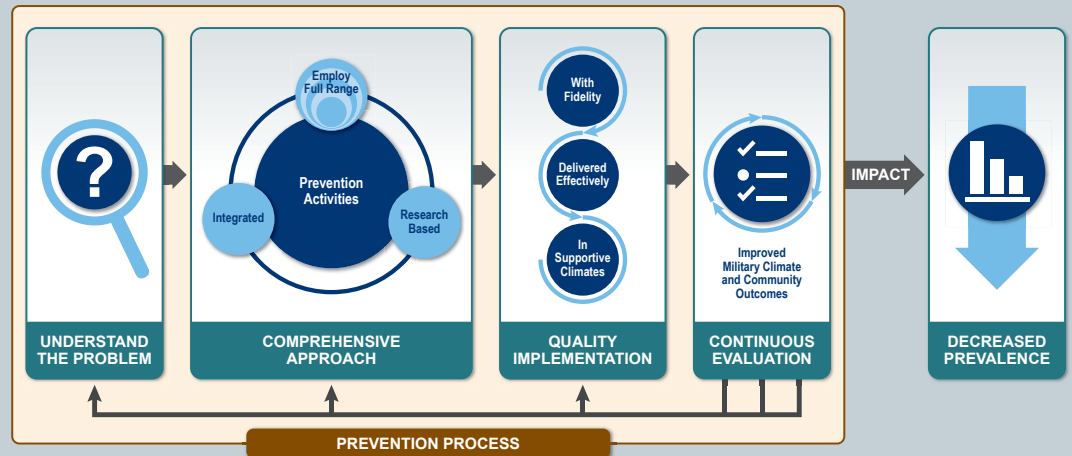 Employ
Full Range
Prevention
Activities
Integrated
Research
Based
With
Fidelity
Delivered
Effectively
In
Supportive
Climates
Improved
Military Climate
and Community
Outcomes
IMPACT
UNDERSTAND
THE PROBLEM
COMPREHENSIVE
APPROACH
QUALITY
IMPLEMENTATION
CONTINUOUS
EVALUATION
DECREASED
PREVALENCE
PREVENTION PROCESS